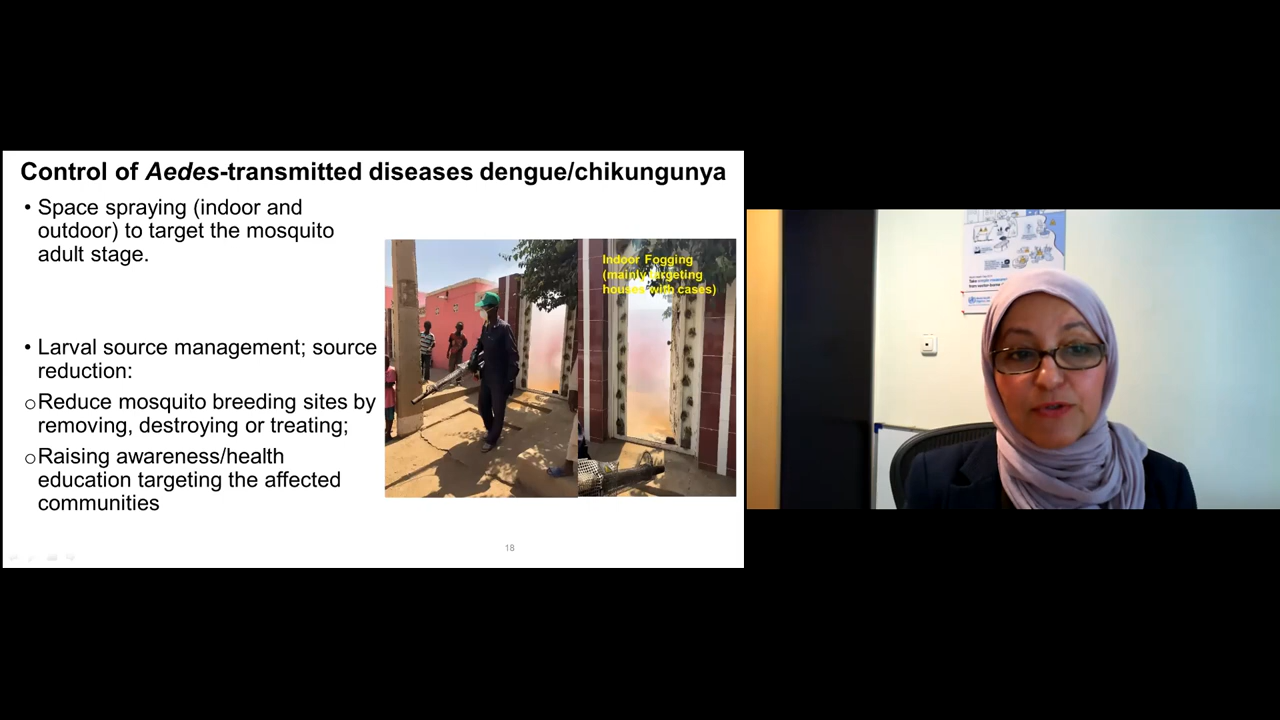 Control of Aedes-transmitted diseases dengue/chikungunya
• Space spraying (indoor and
outdoor) to target the mosquito
adult stage.
• Larval source management; source
reduction:
oReduce mosquito breeding sites by
removing, destroying or treating;
oRaising awareness/health
education targeting the affected
communities
Indoor Fogging
(mainly targeting
houses with cases)
18